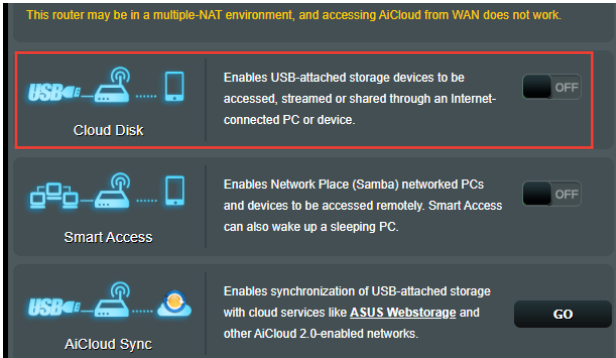 This router may be in a multiple-NAT environment, and accessing AiCloud from WAN does not work.
USB
Cloud Disk
Enables USB-attached storage devices to be
accessed, streamed or shared through an Internet-
connected PC or device.
OFF
Smart Access
Enables Network Place (Samba) networked PCs
and devices to be accessed remotely. Smart Access
can also wake up a sleeping PC.
OFF
USB
AiCloud Sync
Enables synchronization of USB-attached storage
with cloud services like ASUS Webstorage and
other AiCloud 2.0-enabled networks.
GO